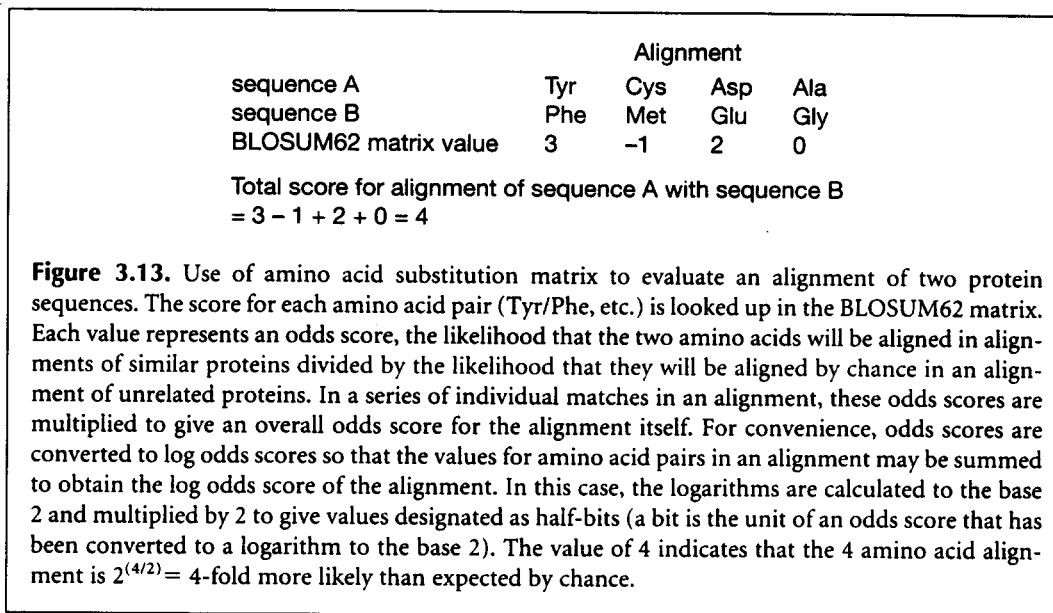 Alignment
sequence A Tyr Cys Asp Ala
sequence B Phe Met Glu Gly
BLOSUM62 matrix value 3 −1 2 0
Total score for alignment of sequence A with sequence B
= 3 − 1 + 2 + 0 = 4
Figure 3.13. Use of amino acid substitution matrix to evaluate an alignment of two protein
sequences. The score for each amino acid pair (Tyr/Phe, etc.) is looked up in the BLOSUM62 matrix.
Each value represents an odds score, the likelihood that the two amino acids will be aligned in align-
ments of similar proteins divided by the likelihood that they will be aligned by chance in an align-
ment of unrelated proteins. In a series of individual matches in an alignment, these odds scores are
multiplied to give an overall odds score for the alignment itself. For convenience, odds scores are
converted to log odds scores so that the values for amino acid pairs in an alignment may be summed
to obtain the log odds score of the alignment. In this case, the logarithms are calculated to the base
2 and multiplied by 2 to give values designated as half-bits (a bit is the unit of an odds score that has
been converted to a logarithm to the base 2). The value of 4 indicates that the 4 amino acid align-
ment is 2^(4/2) = 4-fold more likely than expected by chance.